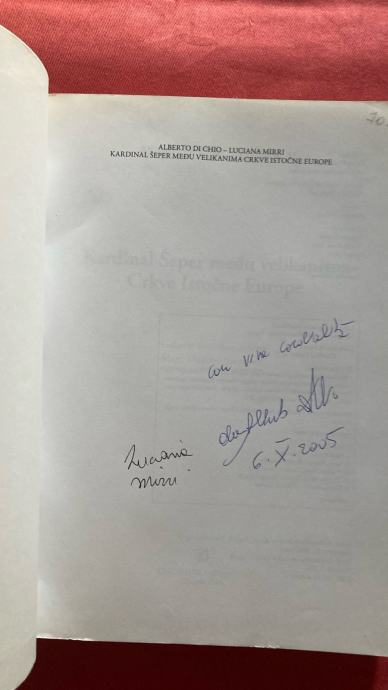 70
ALBERTO DI CHIO – LUCIANA MIRRI
KARDINAL ŠEPER MEĐU VELIKANIMA CRKVE ISTOČNE EUROPE
Kardinal Šeper među velikanima
Crkve Istočne Europe
con viva cordialità
Luciana
Mirri
6.X.2005